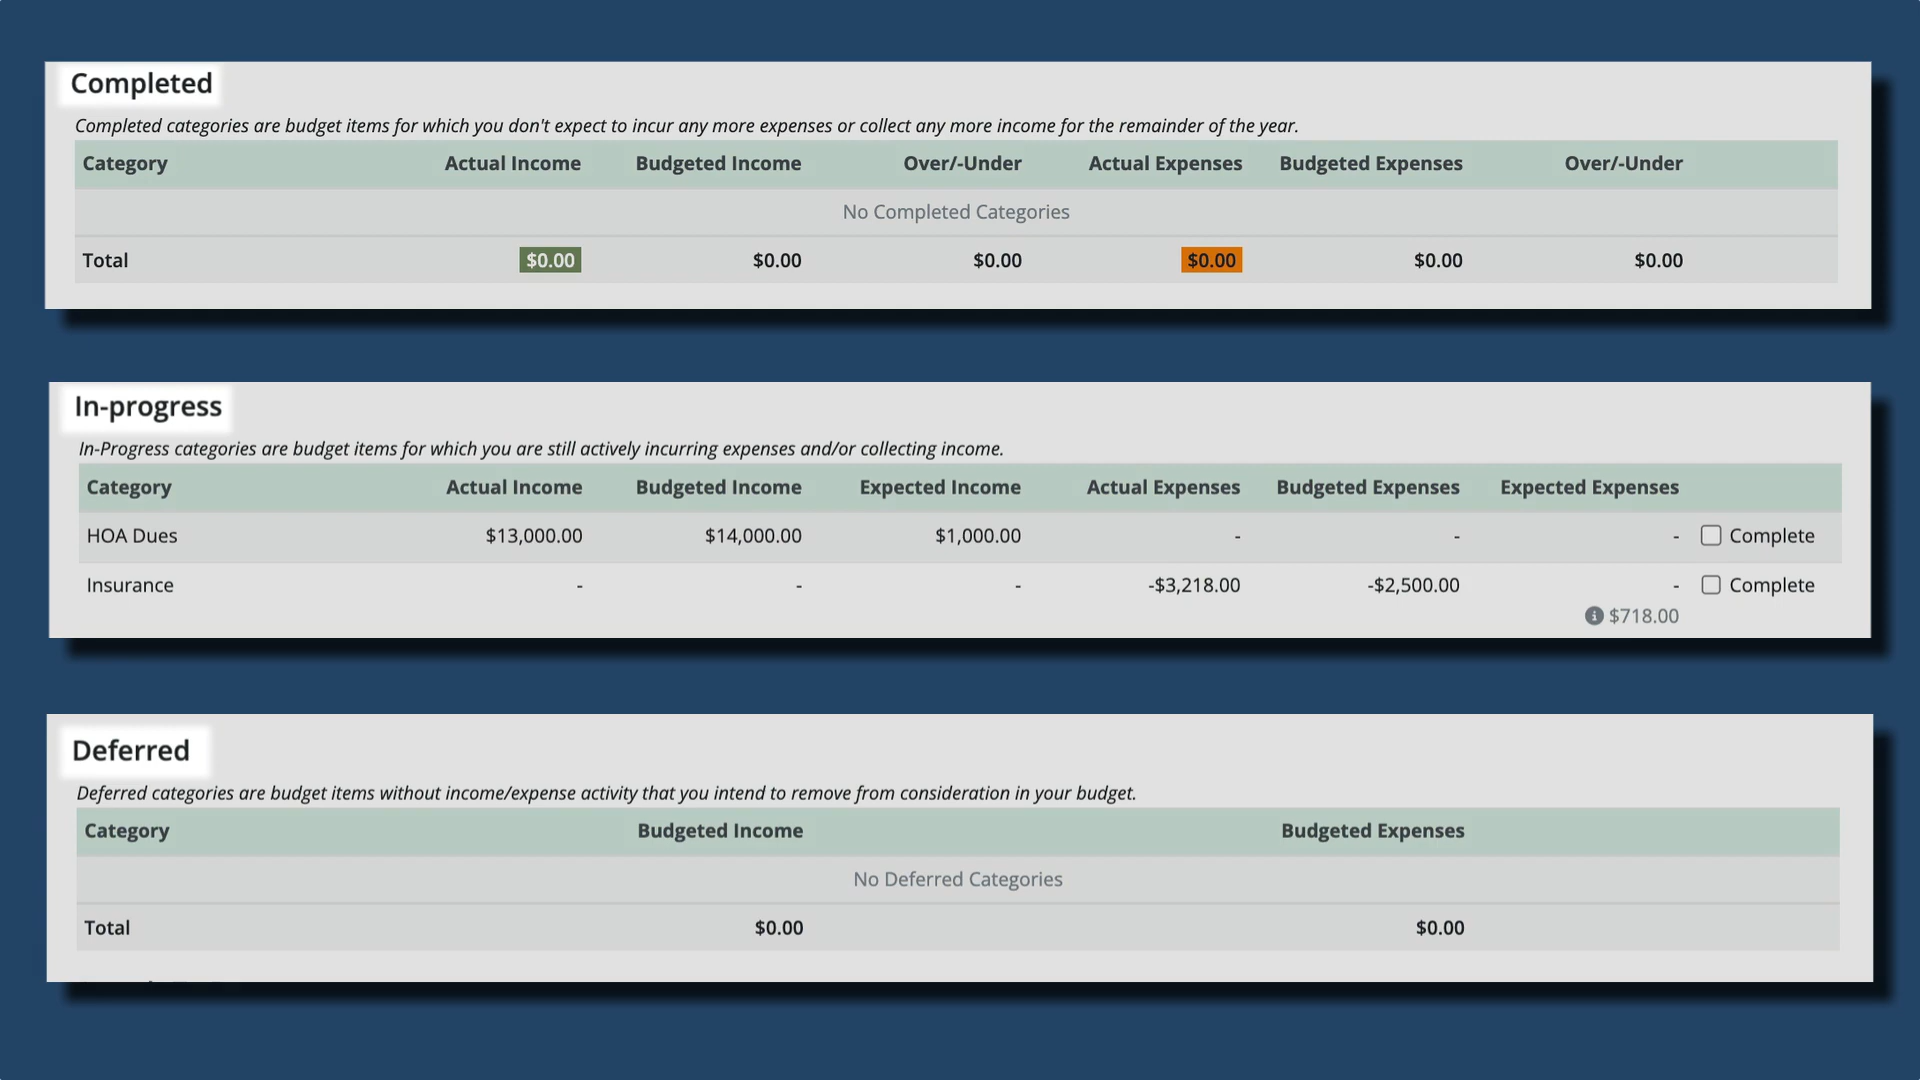 Completed
Completed categories are budget items for which you don't expect to incur any more expenses or collect any more income for the remainder of the year.
Category Actual Income Budgeted Income Over/-Under Actual Expenses Budgeted Expenses Over/-Under
No Completed Categories
Total $0.00 $0.00 $0.00 $0.00 $0.00 $0.00
In-progress
In-Progress categories are budget items for which you are still actively incurring expenses and/or collecting income.
Category Actual Income Budgeted Income Expected Income Actual Expenses Budgeted Expenses Expected Expenses
HOA Dues $13,000.00 $14,000.00 $1,000.00 - - - Complete
Insurance - - - -$3,218.00 -$2,500.00 - Complete
$718.00
Deferred
Deferred categories are budget items without income/expense activity that you intend to remove from consideration in your budget.
Category Budgeted Income Budgeted Expenses
No Deferred Categories
Total $0.00 $0.00